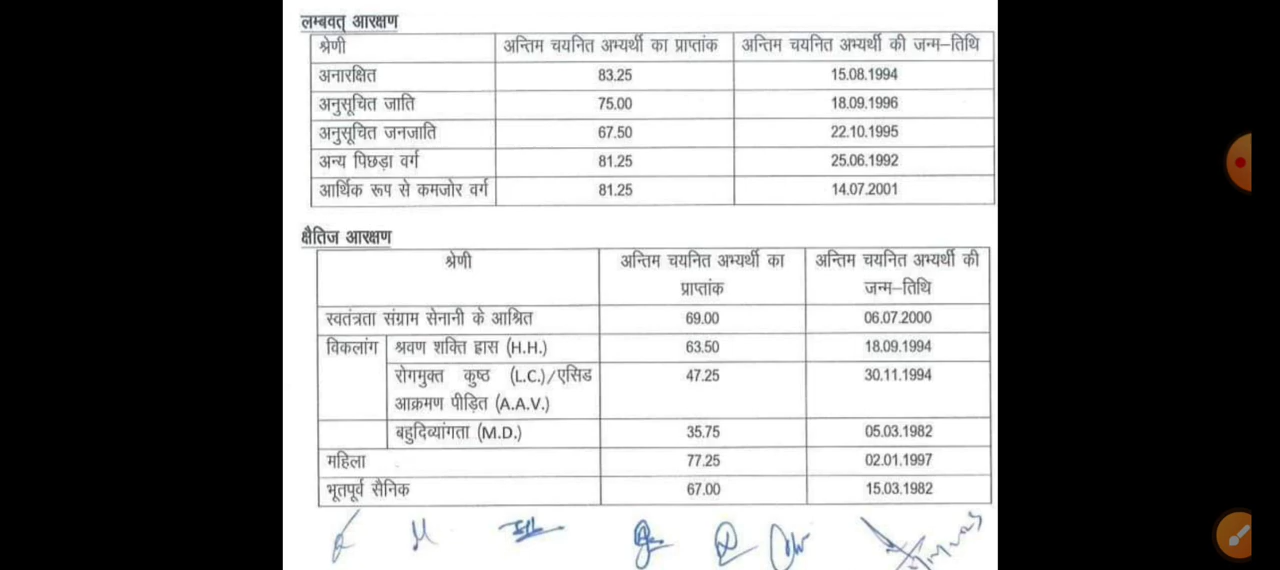 लम्बवत् आरक्षण
श्रेणी अन्तिम चयनित अभ्यर्थी का प्राप्तांक अन्तिम चयनित अभ्यर्थी की जन्म–तिथि
अनारक्षित 83.25 15.08.1994
अनुसूचित जाति 75.00 18.09.1996
अनुसूचित जनजाति 67.50 22.10.1995
अन्य पिछड़ा वर्ग 81.25 25.06.1992
आर्थिक रूप से कमजोर वर्ग 81.25 14.07.2001
क्षैतिज आरक्षण
श्रेणी अन्तिम चयनित अभ्यर्थी का अन्तिम चयनित अभ्यर्थी की
प्राप्तांक जन्म–तिथि
स्वतंत्रता संग्राम सेनानी के आश्रित 69.00 06.07.2000
विकलांग श्रवण शक्ति ह्रास (H.H.) 63.50 18.09.1994
रोगमुक्त कुष्ठ (L.C.)/एसिड 47.25 30.11.1994
आक्रमण पीड़ित (A.A.V.)
बहुदिव्यांगता (M.D.) 35.75 05.03.1982
महिला 77.25 02.01.1997
भूतपूर्व सैनिक 67.00 15.03.1982